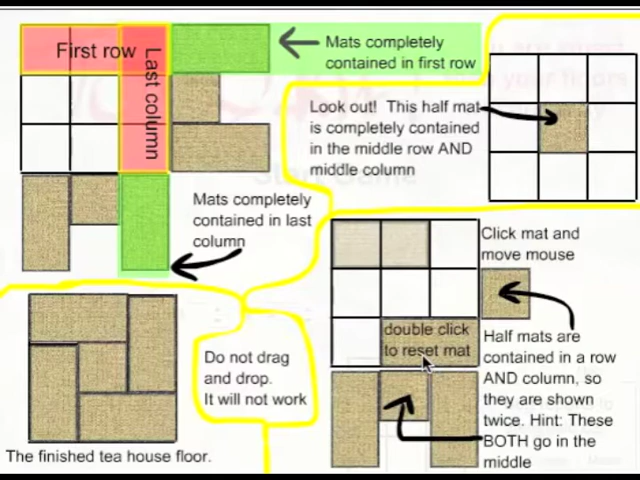 First row
Last column
Mats completely
contained in first row
Look out! This half mat
is completely contained
in the middle row AND
middle column
Mats completely
contained in last
column
Click mat and
move mouse
double click
to reset mat
Do not drag
and drop.
It will not work
Half mats are
contained in a row
AND column, so
they are shown
twice. Hint: These
BOTH go in the
middle
The finished tea house floor.
Start Game